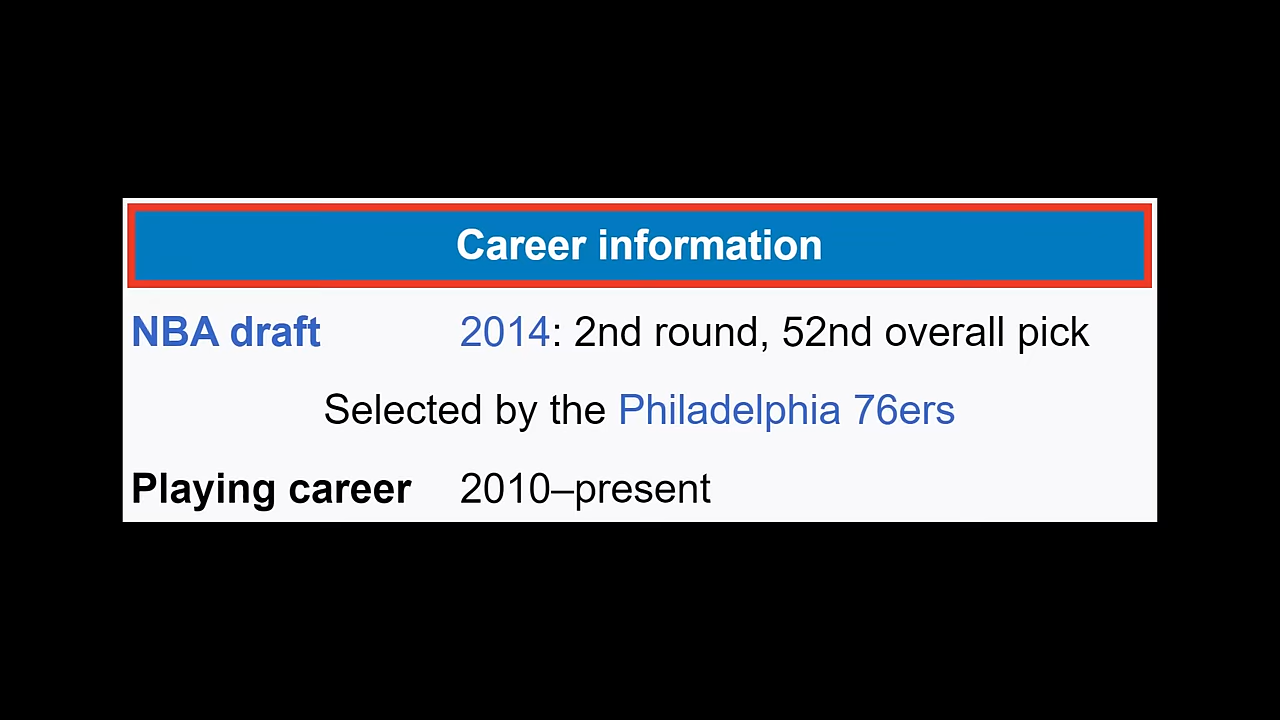 Career information
NBA draft 2014: 2nd round, 52nd overall pick
Selected by the Philadelphia 76ers
Playing career 2010–present